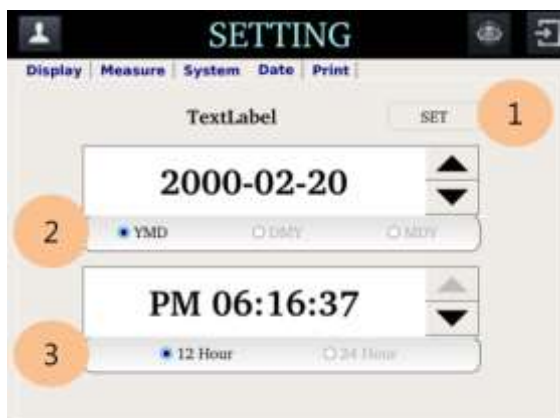 SETTING
Display Measure System Date Print
TextLabel SET 1
2000-02-20
2 YMD DMY MDY
PM 06:16:37
3 12 Hour 24 Hour